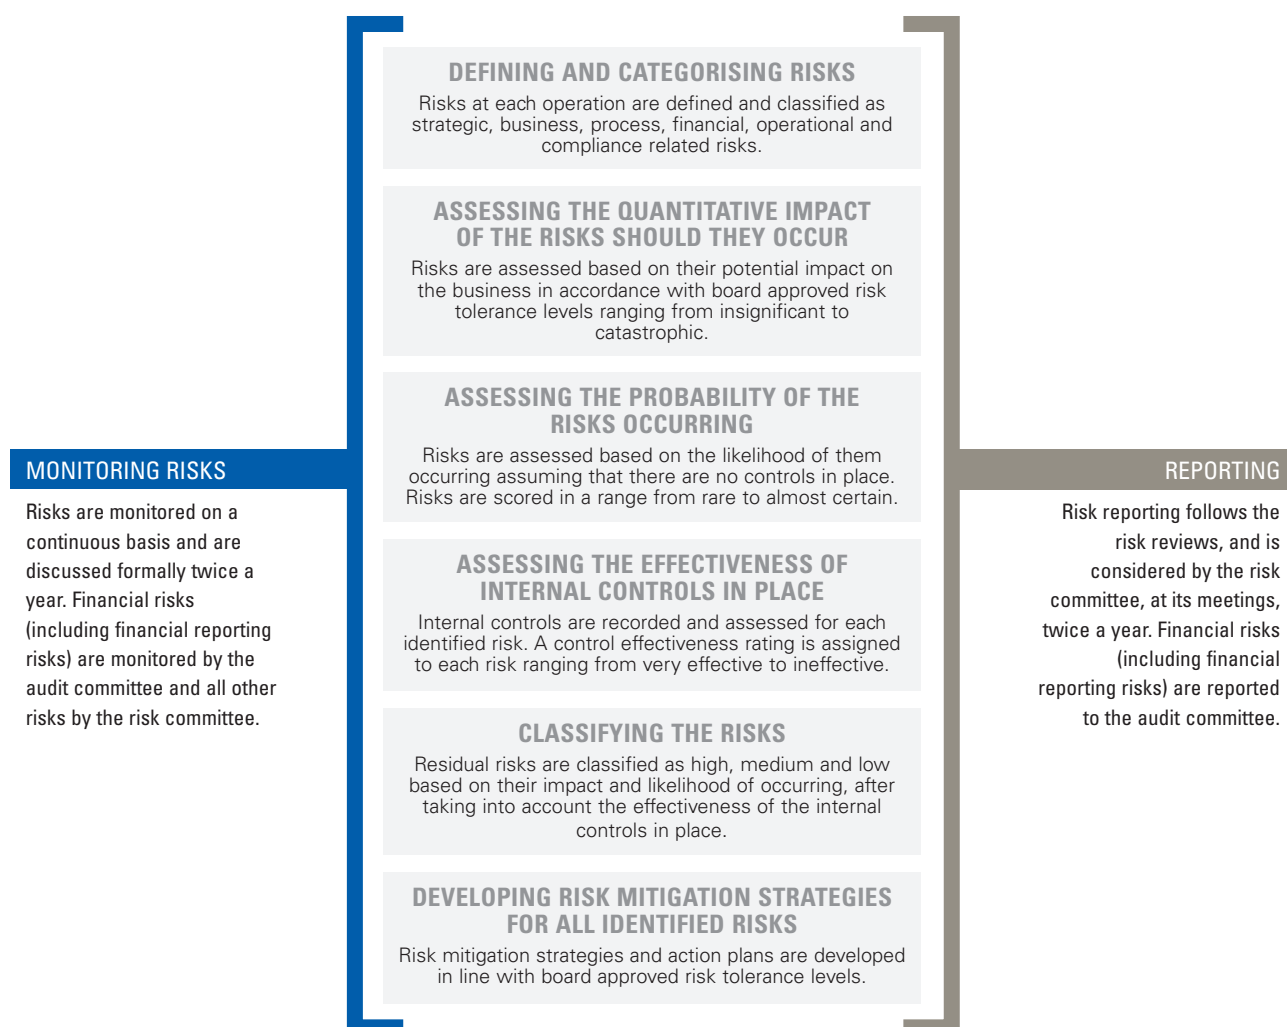 DEFINING AND CATEGORISING RISKS
Risks at each operation are defined and classified as
strategic, business, process, financial, operational and
compliance related risks.
ASSESSING THE QUANTITATIVE IMPACT
OF THE RISKS SHOULD THEY OCCUR
Risks are assessed based on their potential impact on
the business in accordance with board approved risk
tolerance levels ranging from insignificant to
catastrophic.
ASSESSING THE PROBABILITY OF THE
RISKS OCCURRING
Risks are assessed based on the likelihood of them
occurring assuming that there are no controls in place.
Risks are scored in a range from rare to almost certain.
ASSESSING THE EFFECTIVENESS OF
INTERNAL CONTROLS IN PLACE
Internal controls are recorded and assessed for each
identified risk. A control effectiveness rating is assigned
to each risk ranging from very effective to ineffective.
CLASSIFYING THE RISKS
Residual risks are classified as high, medium and low
based on their impact and likelihood of occurring, after
taking into account the effectiveness of the internal
controls in place.
DEVELOPING RISK MITIGATION STRATEGIES
FOR ALL IDENTIFIED RISKS
Risk mitigation strategies and action plans are developed
in line with board approved risk tolerance levels.
MONITORING RISKS
Risks are monitored on a
continuous basis and are
discussed formally twice a
year. Financial risks
(including financial reporting
risks) are monitored by the
audit committee and all other
risks by the risk committee.
REPORTING
Risk reporting follows the
risk reviews, and is
considered by the risk
committee, at its meetings,
twice a year. Financial risks
(including financial
reporting risks) are reported
to the audit committee.